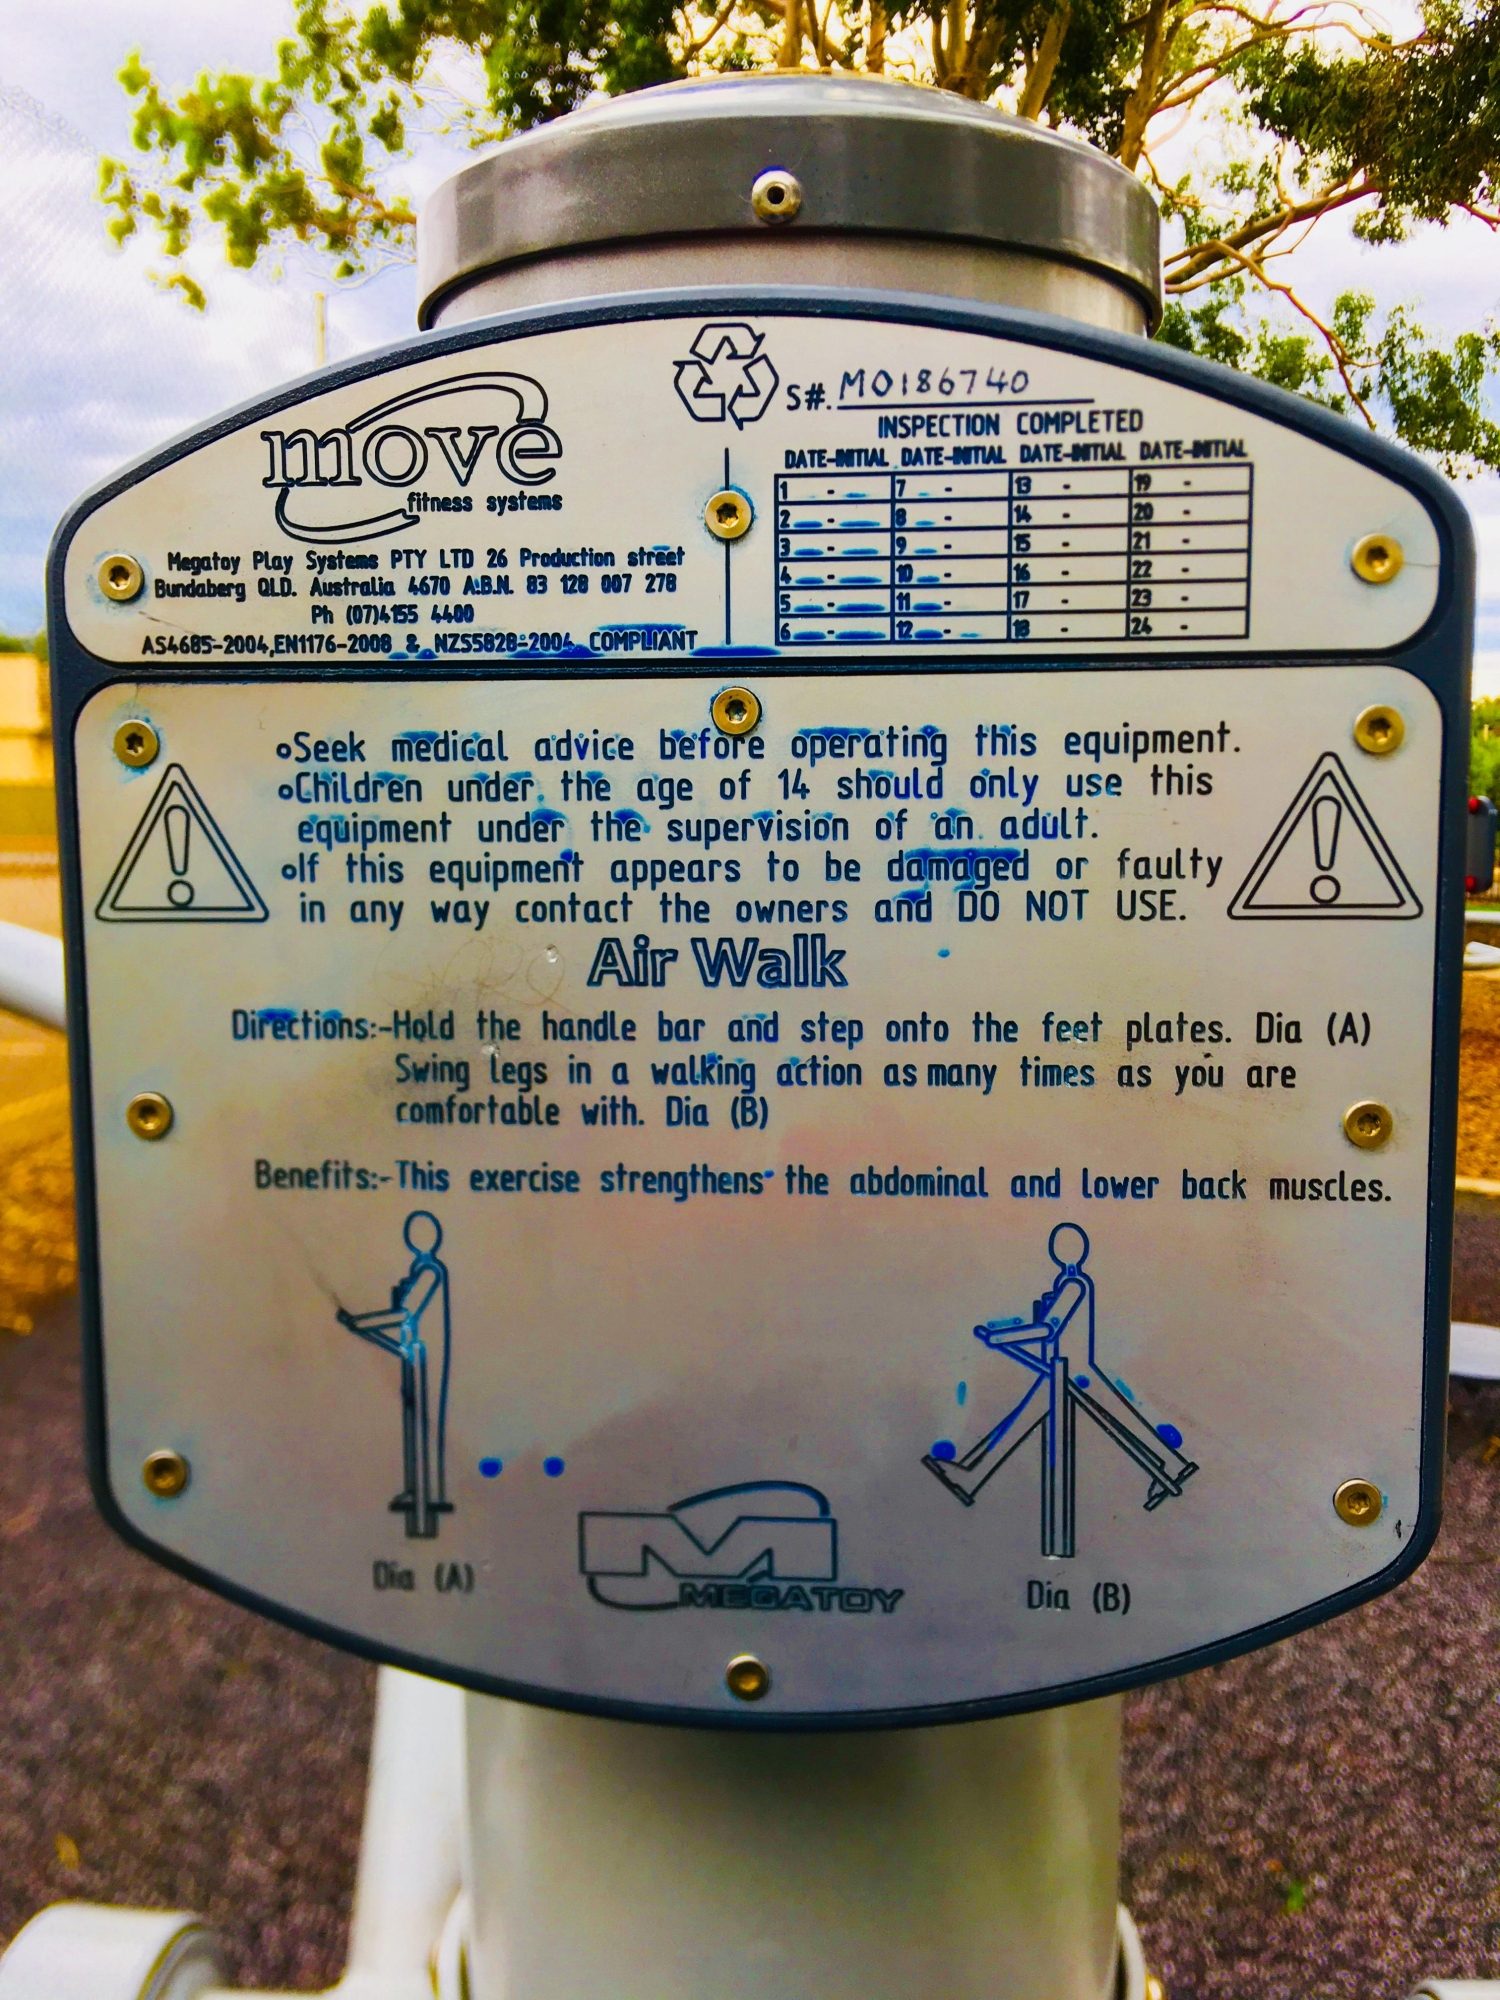 move
fitness systems
Megatoy Play Systems PTY LTD 26 Production street
Bundaberg QLD. Australia 4670 A.B.N. 83 128 007 278
Ph (07)4155 4400
AS4685-2004,EN1176-2008 & NZS5828-2004 COMPLIANT
S#. MO186740
INSPECTION COMPLETED
DATE-INITIAL DATE-INITIAL DATE-INITIAL DATE-INITIAL
1 - 7 - 13 - 19 -
2 - 8 - 14 - 20 -
3 - 9 - 15 - 21 -
4 - 10 - 16 - 22 -
5 - 11 - 17 - 23 -
6 - 12 - 18 - 24 -
∘Seek medical advice before operating this equipment.
∘Children under the age of 14 should only use this
equipment under the supervision of an adult.
∘If this equipment appears to be damaged or faulty
in any way contact the owners and DO NOT USE.
! !
Air Walk
Directions:-Hold the handle bar and step onto the feet plates. Dia (A)
Swing legs in a walking action as many times as you are
comfortable with. Dia (B)
Benefits:-This exercise strengthens the abdominal and lower back muscles.
Dia (A)
M
MEGATOY
Dia (B)